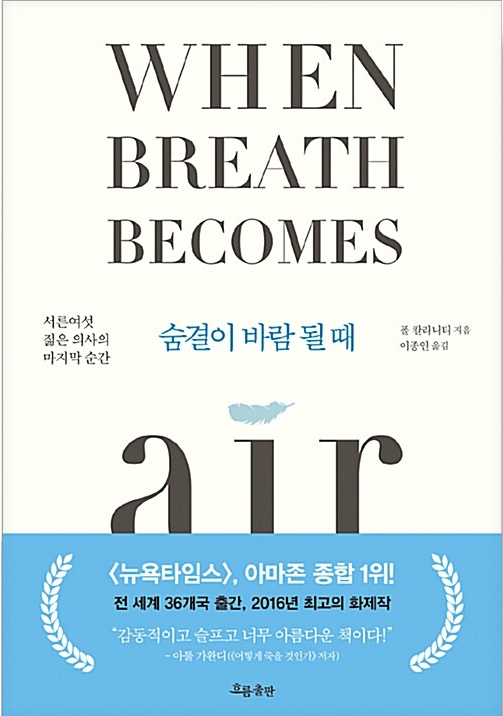 WHEN
BREATH
BECOMES
서른여섯
젊은 의사의
마지막 순간
숨결이 바람 될 때
폴 칼라니티 지음
이종인 옮김
air
〈뉴욕타임스〉, 아마존 종합 1위!
전 세계 36개국 출간, 2016년 최고의 화제작
“감동적이고 슬프고 너무 아름다운 책이다!”
- 아툴 가완디(《어떻게 죽을 것인가》 저자)
흐름출판